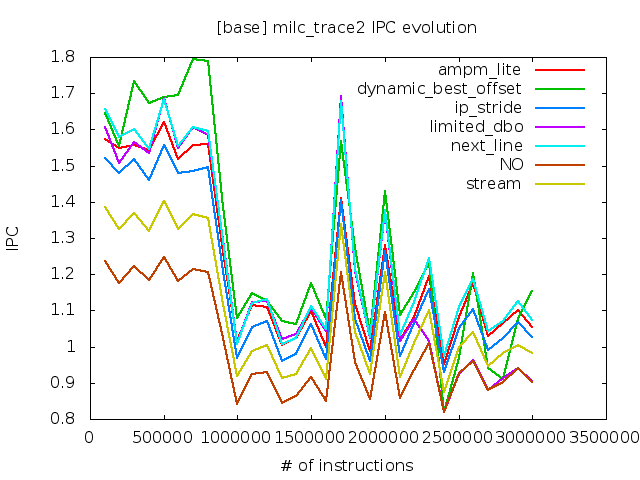 [base] milc_trace2 IPC evolution
1.8
1.7
1.6
1.5
1.4
1.3
1.2
1.1
1
0.9
0.8
IPC
ampm_lite
dynamic_best_offset
ip_stride
limited_dbo
next_line
NO
stream
0 500000 1000000 1500000 2000000 2500000 3000000 3500000
# of instructions